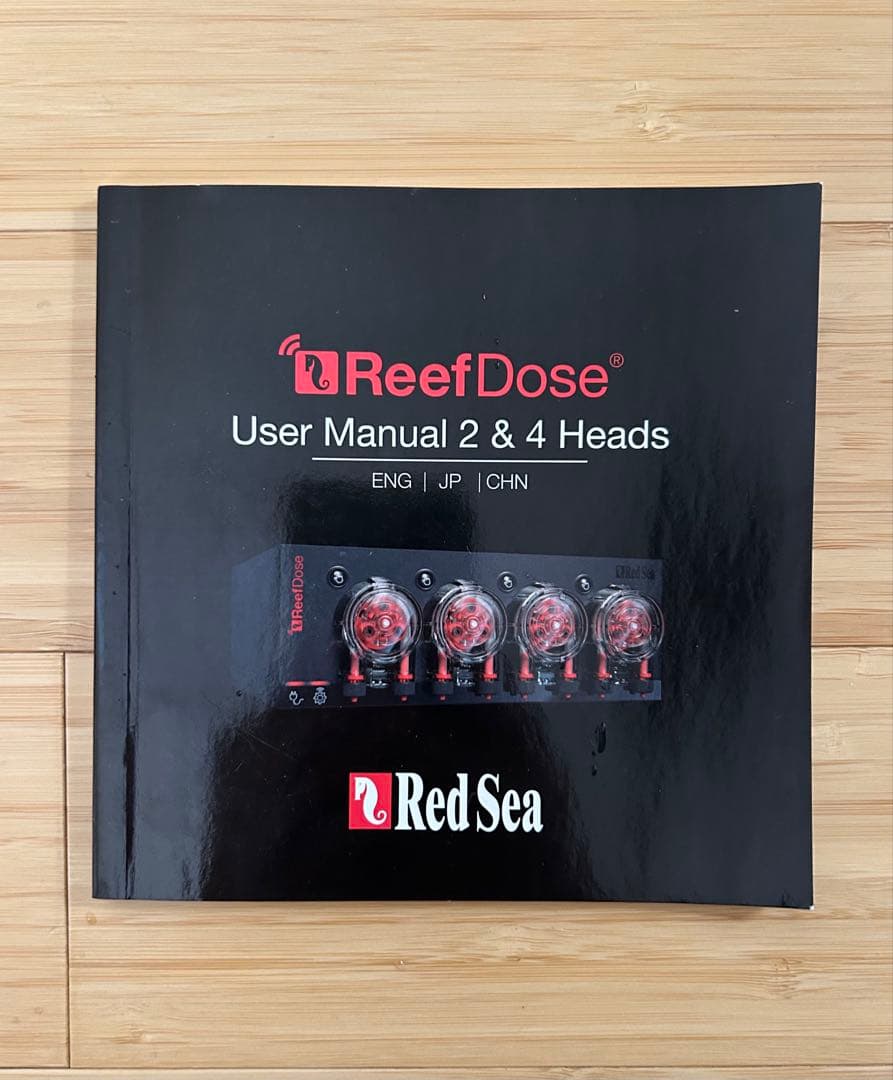 ReefDose®
User Manual 2 & 4 Heads
ENG | JP | CHN
ReefDose
Red Sea
Red Sea